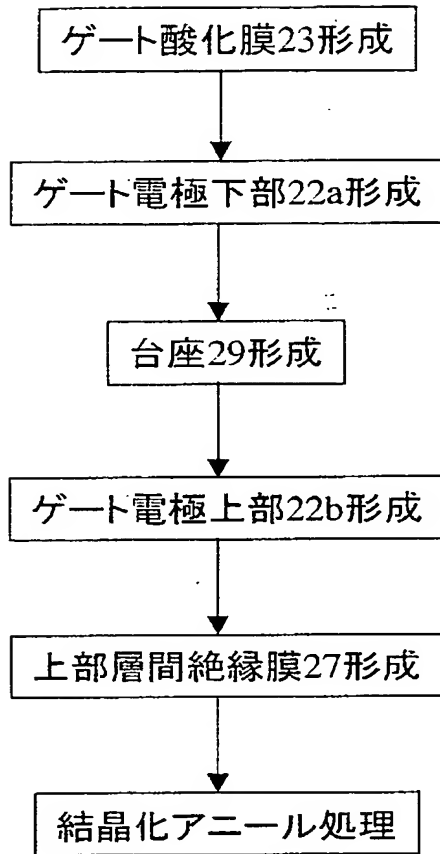 ゲート酸化膜23形成
ゲート電極下部22a形成
台座29形成
ゲート電極上部22b形成
上部層間絶縁膜27形成
結晶化アニール処理